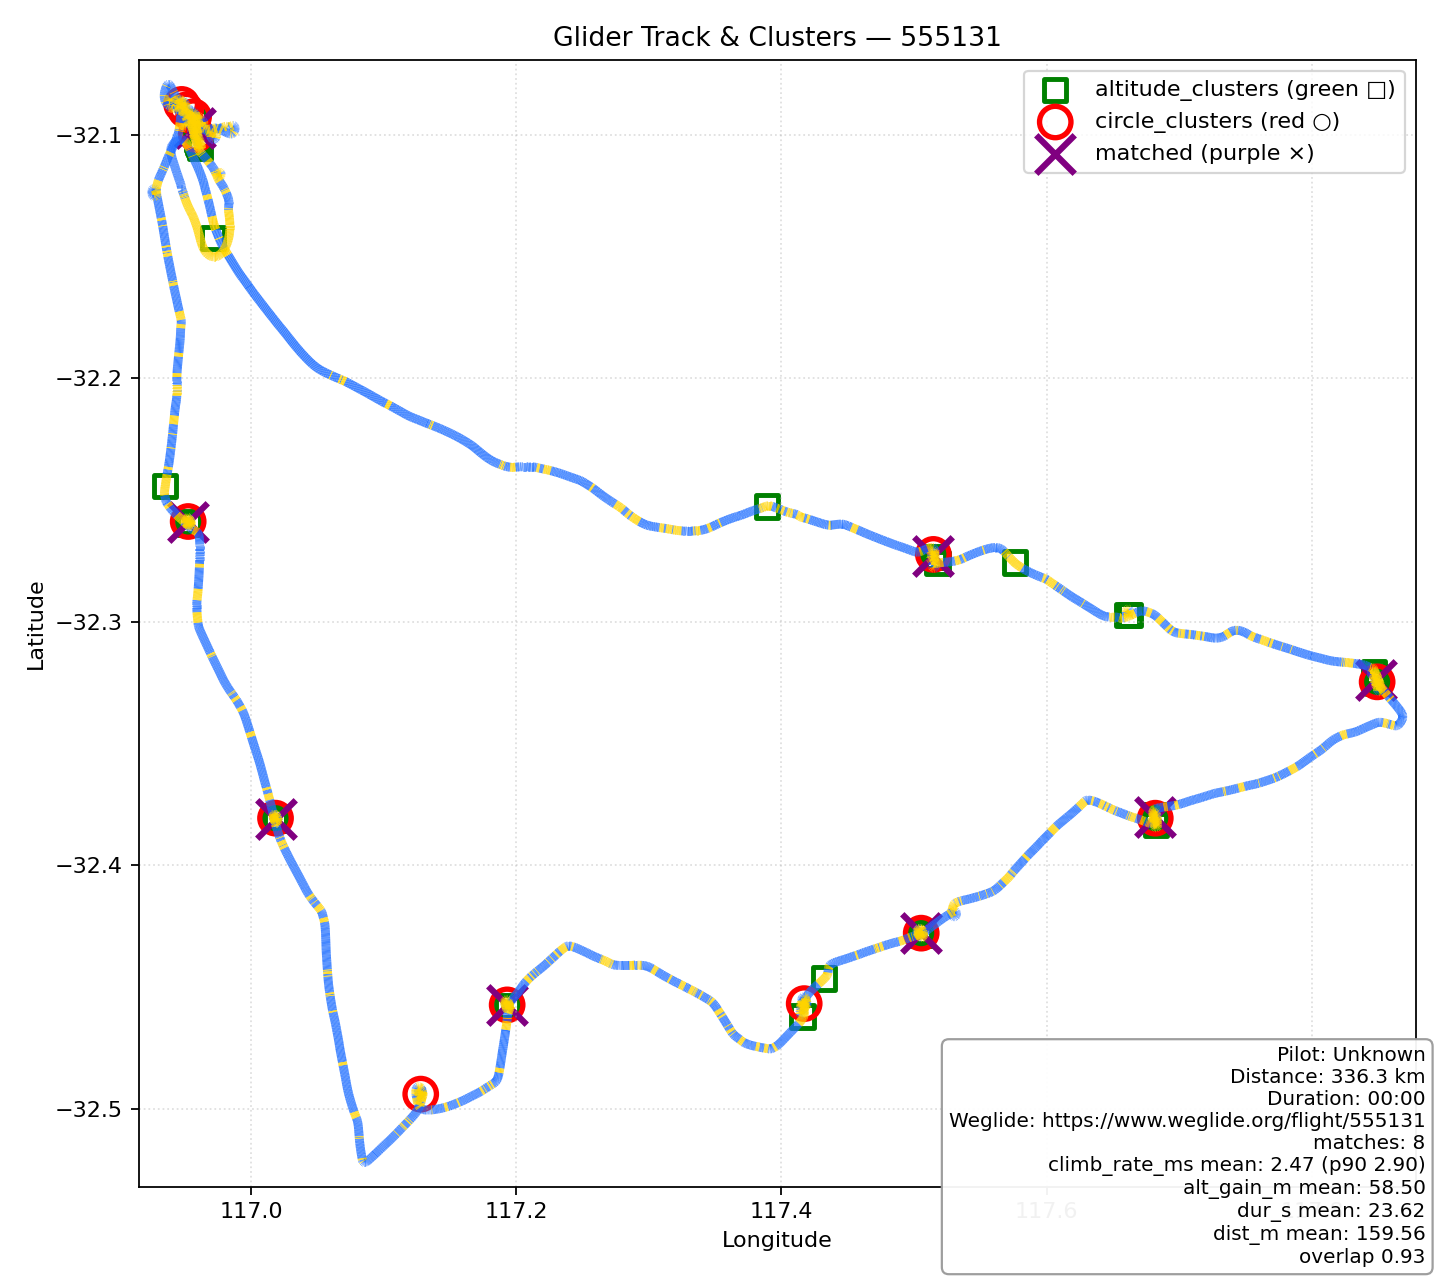 Glider Track & Clusters — 555131
altitude_clusters (green □)
circle_clusters (red ○)
matched (purple ×)
−32.1
−32.2
−32.3
−32.4
−32.5
Latitude
117.0
117.2
117.4
117.6
Longitude
Pilot: Unknown
Distance: 336.3 km
Duration: 00:00
Weglide: https://www.weglide.org/flight/555131
matches: 8
climb_rate_ms mean: 2.47 (p90 2.90)
alt_gain_m mean: 58.50
dur_s mean: 23.62
dist_m mean: 159.56
overlap 0.93